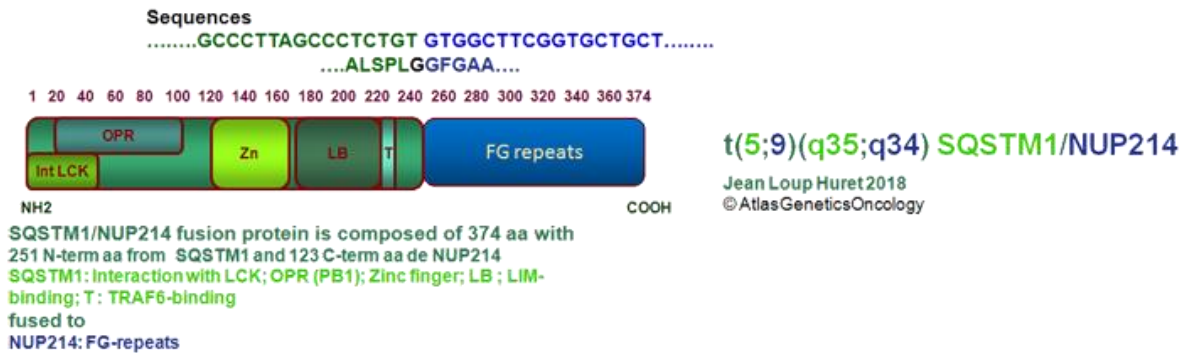 Sequences
........GCCCTTAGCCCTCTGT GTGGCTTCGGTGCTGCT........
....ALSPLGGFGAA....
1 20 40 60 80 100 120 140 160 180 200 220 240 260 280 300 320 340 360 374
OPR
Int LCK
Zn
LB
T
FG repeats
NH2
COOH
t(5;9)(q35;q34) SQSTM1/NUP214
Jean Loup Huret 2018
© AtlasGeneticsOncology
SQSTM1/NUP214 fusion protein is composed of 374 aa with
251 N-term aa from SQSTM1 and 123 C-term aa de NUP214
SQSTM1: Interaction with LCK; OPR (PB1); Zinc finger; LB ; LIM-
binding; T : TRAF6-binding
fused to
NUP214: FG-repeats